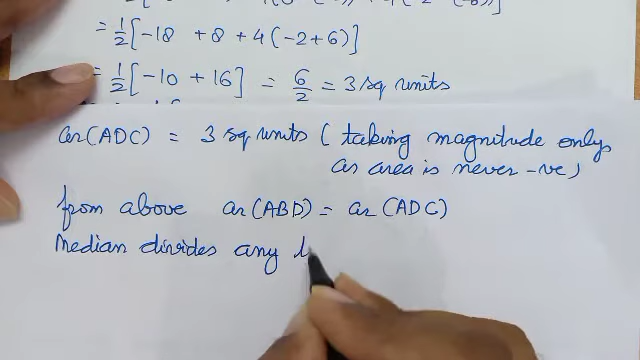 = 1/2 [-18 + 8 + 4(-2+6)]
= 1/2 [-10 + 16] = 6/2 = 3 sq units
ar(ADC) = 3 sq units ( taking magnitude only,
as area is never -ve)
from above ar(ABD) = ar(ADC)
Median divides any